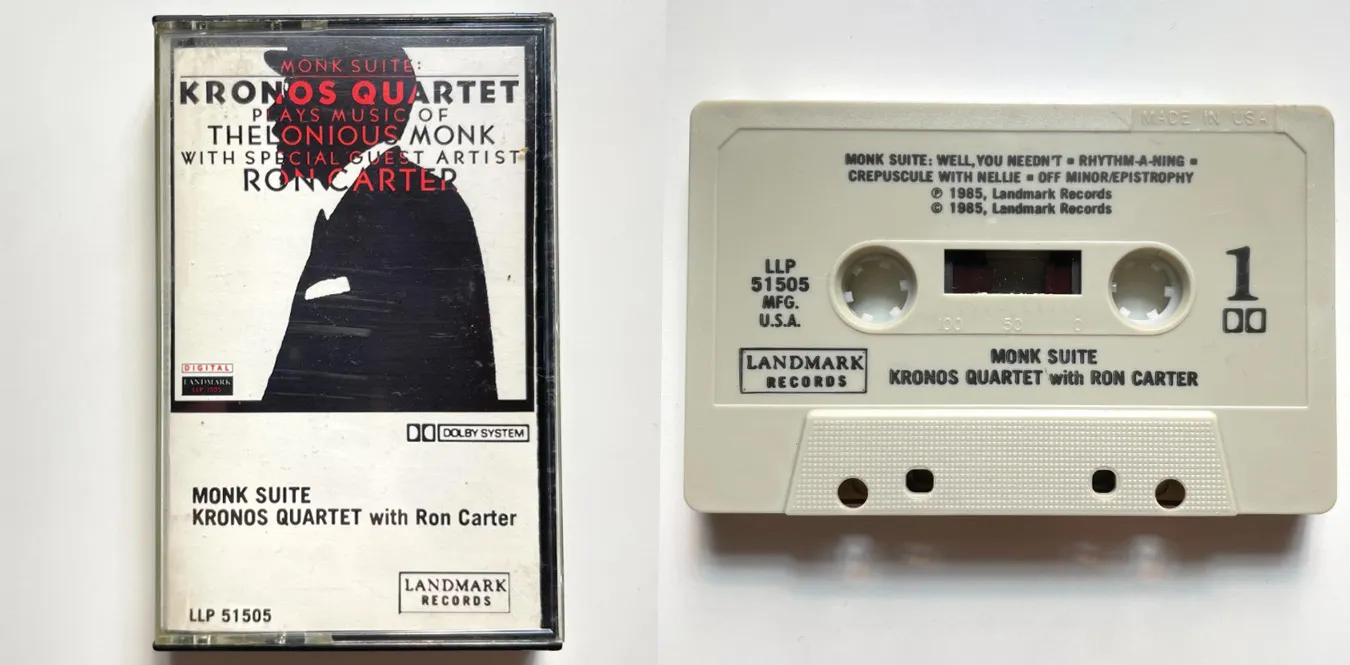 MONK SUITE:
KRONOS QUARTET
PLAYS MUSIC OF
THELONIOUS MONK
WITH SPECIAL GUEST ARTIST
RON CARTER
DIGITAL
LANDMARK
LLP 1505
DOLBY SYSTEM
MONK SUITE
KRONOS QUARTET with Ron Carter
LANDMARK
RECORDS
LLP 51505
MADE IN USA
MONK SUITE: WELL, YOU NEEDN'T ▪ RHYTHM-A-NING ▪
CREPUSCULE WITH NELLIE ▪ OFF MINOR/EPISTROPHY
℗ 1985, Landmark Records
© 1985, Landmark Records
LLP
51505
MFG.
U.S.A.
1
100 50 0
LANDMARK
RECORDS
MONK SUITE
KRONOS QUARTET with RON CARTER